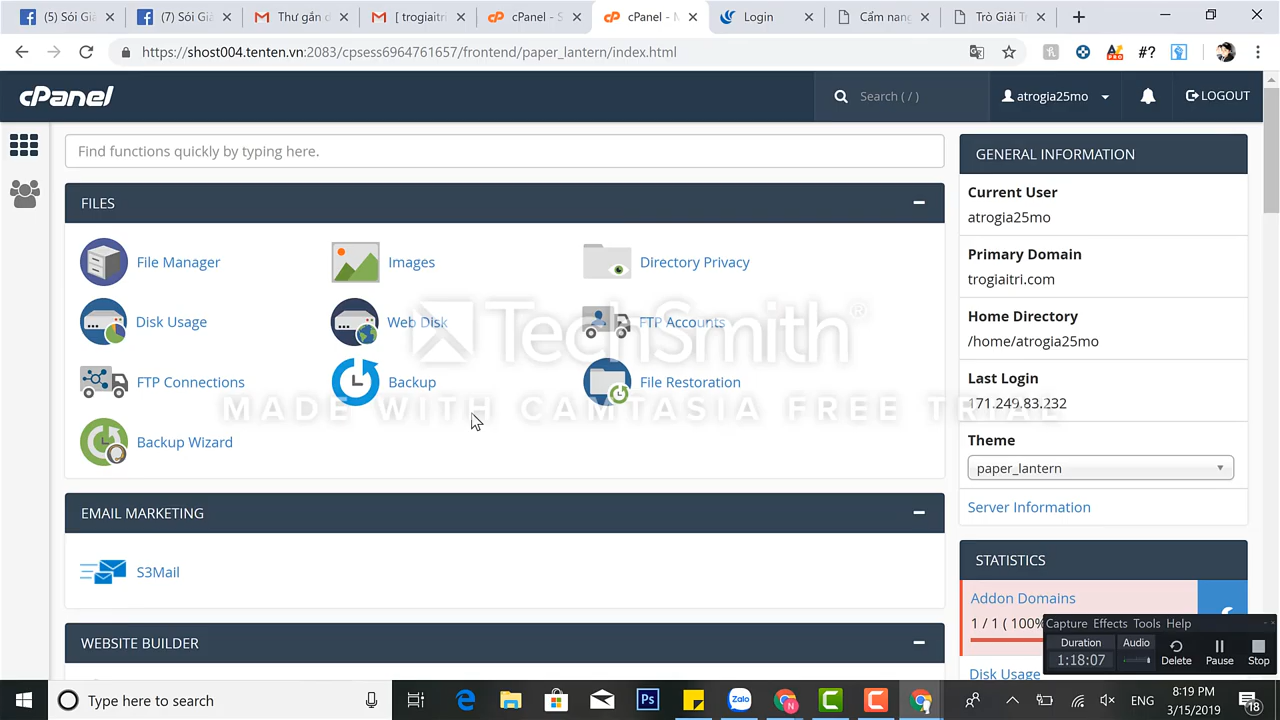 (5) Sói Gi
(7) Sói Gi
Thư gắn d
[ trogiaitri
cPanel - S
cPanel - M
Login
Cẩm nang
Trò Giải T
https://shost004.tenten.vn:2083/cpsess6964761657/frontend/paper_lantern/index.html
PRO
#?
cPanel
Search ( / )
atrogia25mo
LOGOUT
Find functions quickly by typing here.
GENERAL INFORMATION
Current User
atrogia25mo
Primary Domain
trogiaitri.com
Home Directory
/home/atrogia25mo
Last Login
171.249.83.232
Theme
paper_lantern
Server Information
FILES
File Manager
Images
Directory Privacy
Disk Usage
Web Disk
FTP Accounts
FTP Connections
Backup
File Restoration
Backup Wizard
TechSmith®
MADE WITH CAMTASIA FREE TRIAL
EMAIL MARKETING
S3Mail
WEBSITE BUILDER
STATISTICS
Addon Domains
1 / 1 ( 100%
Disk Usage
Capture Effects Tools Help
Duration
Audio
1:18:07
Delete
Pause
Stop
Type here to search
Ps
Zalo
N
ENG
8:19 PM
3/15/2019
18